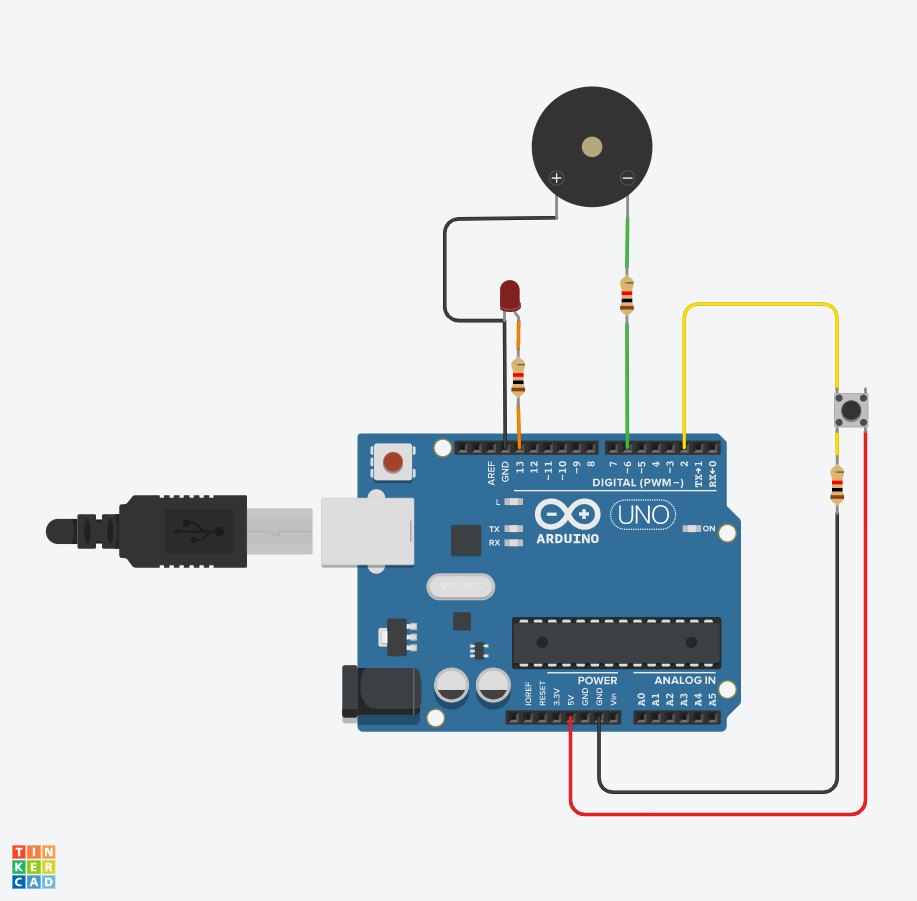 + −
AREF
GND
13
12
~11
~10
~9
8
7
~6
~5
4
~3
2
TX→1
RX←0
DIGITAL (PWM~)
L
TX
RX
UNO
ON
ARDUINO
POWER
ANALOG IN
IOREF
RESET
3.3V
5V
GND
GND
Vin
A0
A1
A2
A3
A4
A5
TIN
KER
CAD